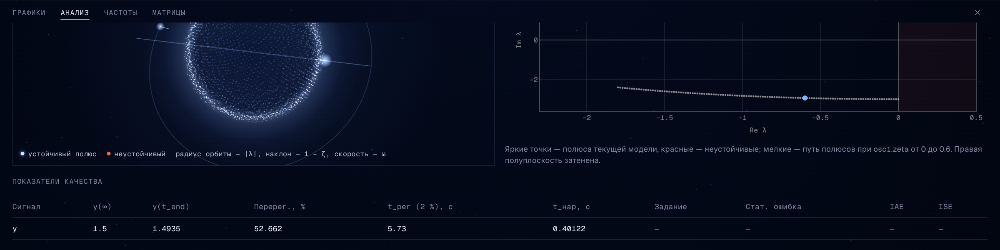 ГРАФИКИ АНАЛИЗ ЧАСТОТЫ МАТРИЦЫ
Im λ
0
-2
-2 -1.5 -1 -0.5 0 0.5
Re λ
устойчивый полюс неустойчивый радиус орбиты — |λ|, наклон — 1 – ζ, скорость — ω
Яркие точки — полюса текущей модели, красные — неустойчивые; мелкие — путь полюсов при osc1.zeta от 0 до 0.6. Правая
полуплоскость затенена.
ПОКАЗАТЕЛИ КАЧЕСТВА
Сигнал y(∞) y(t_end) Перерег., % t_рег (2 %), с t_нар, с Задание Стат. ошибка IAE ISE
y 1.5 1.4935 52.662 5.73 0.40122 — — — —